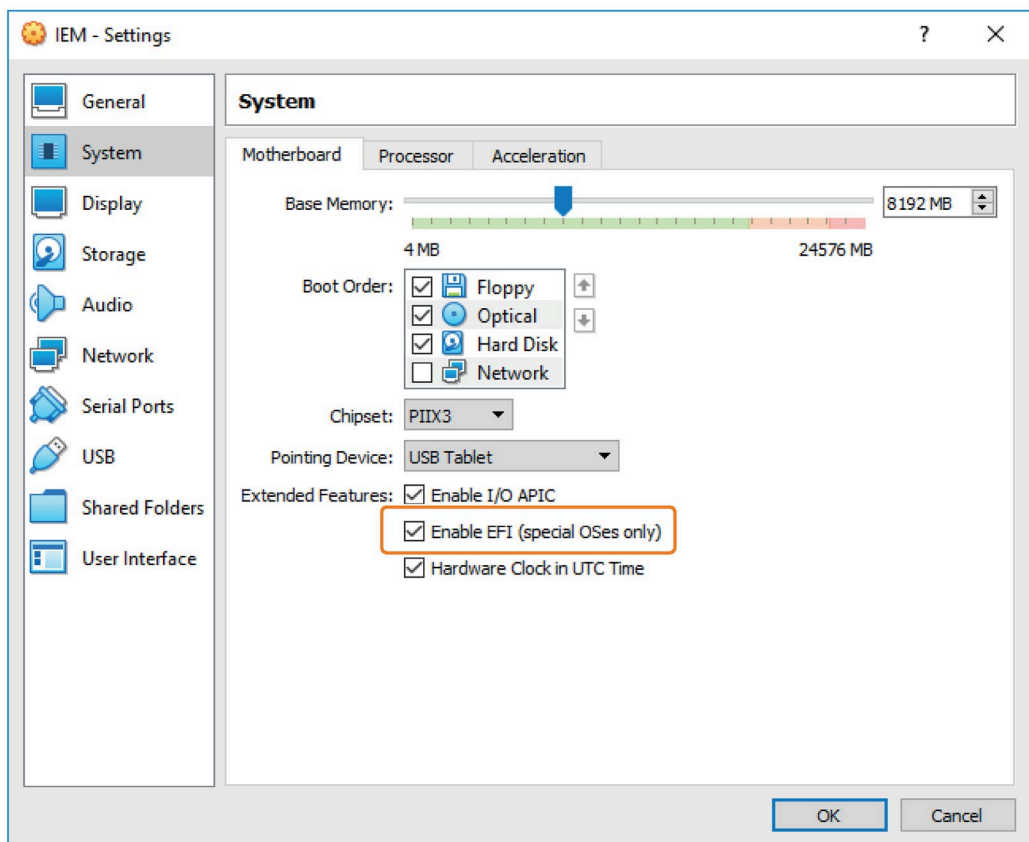 IEM - Settings
?
General
System
Display
Storage
Audio
Network
Serial Ports
USB
Shared Folders
User Interface
System
Motherboard Processor Acceleration
Base Memory: 8192 MB
4 MB 24576 MB
Boot Order: Floppy
Optical
Hard Disk
Network
Chipset: PIIX3
Pointing Device: USB Tablet
Extended Features: Enable I/O APIC
Enable EFI (special OSes only)
Hardware Clock in UTC Time
OK Cancel